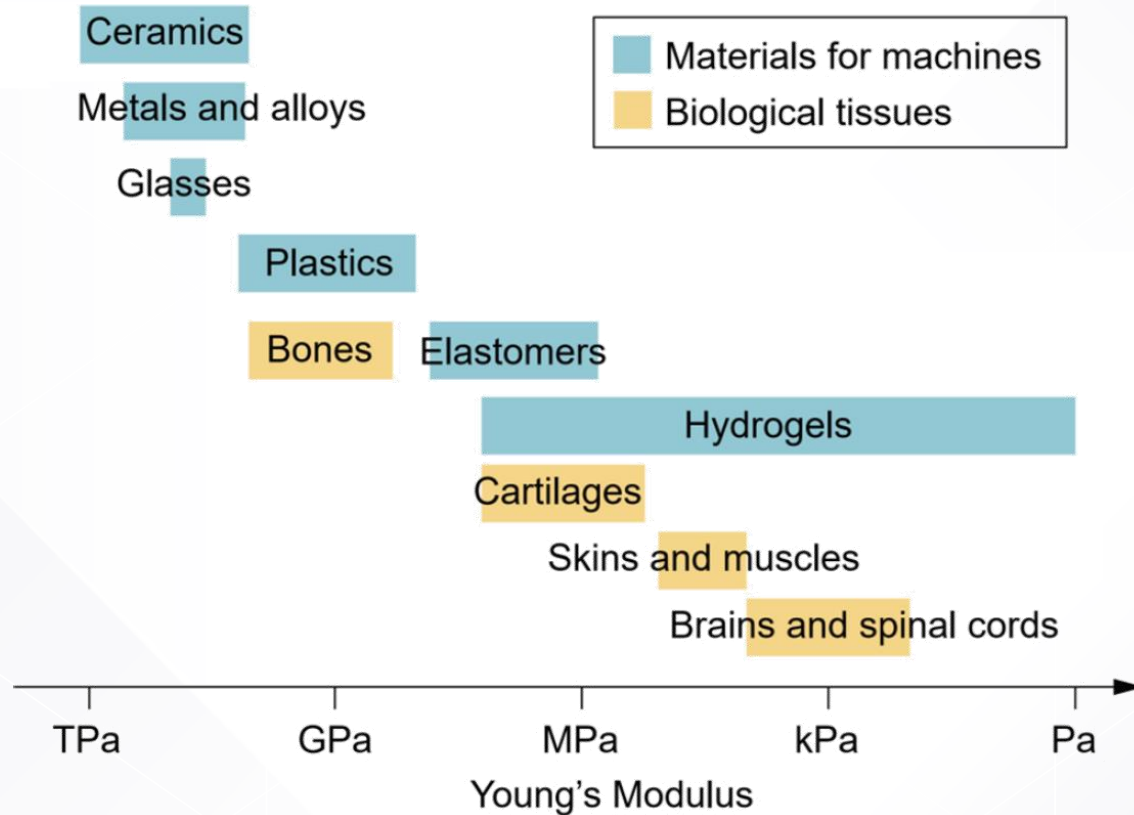 Ceramics
Materials for machines
Metals and alloys
Biological tissues
Glasses
Plastics
Bones
Elastomers
Hydrogels
Cartilages
Skins and muscles
Brains and spinal cords
TPa GPa MPa kPa Pa
Young’s Modulus